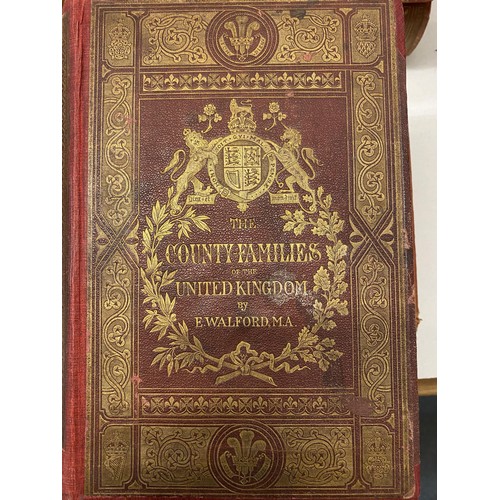 THE
COUNTY FAMILIES
OF THE
UNITED KINGDOM
By
E. WALFORD, M.A.